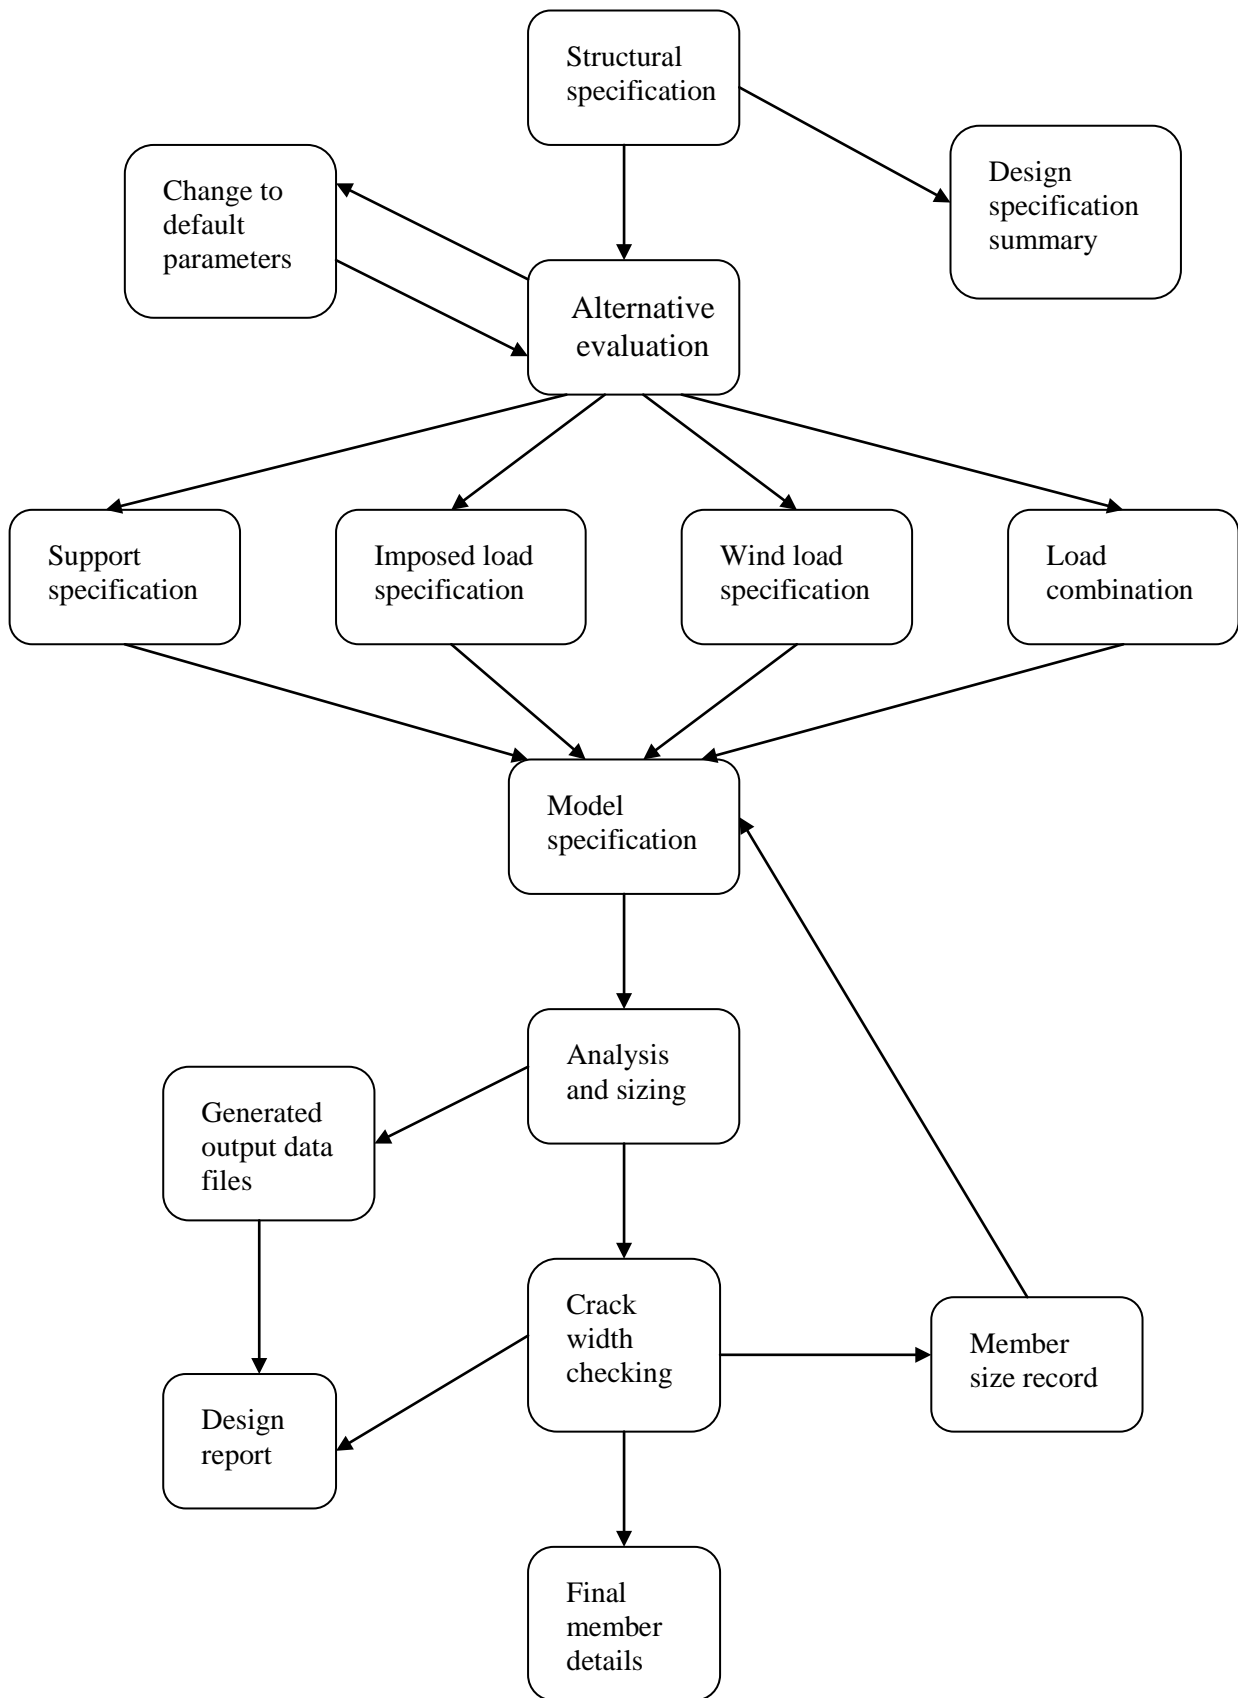 Structural
specification
Change to
default
parameters
Design
specification
summary
Alternative
evaluation
Support
specification
Imposed load
specification
Wind load
specification
Load
combination
Model
specification
Analysis
and sizing
Generated
output data
files
Crack
width
checking
Member
size record
Design
report
Final
member
details